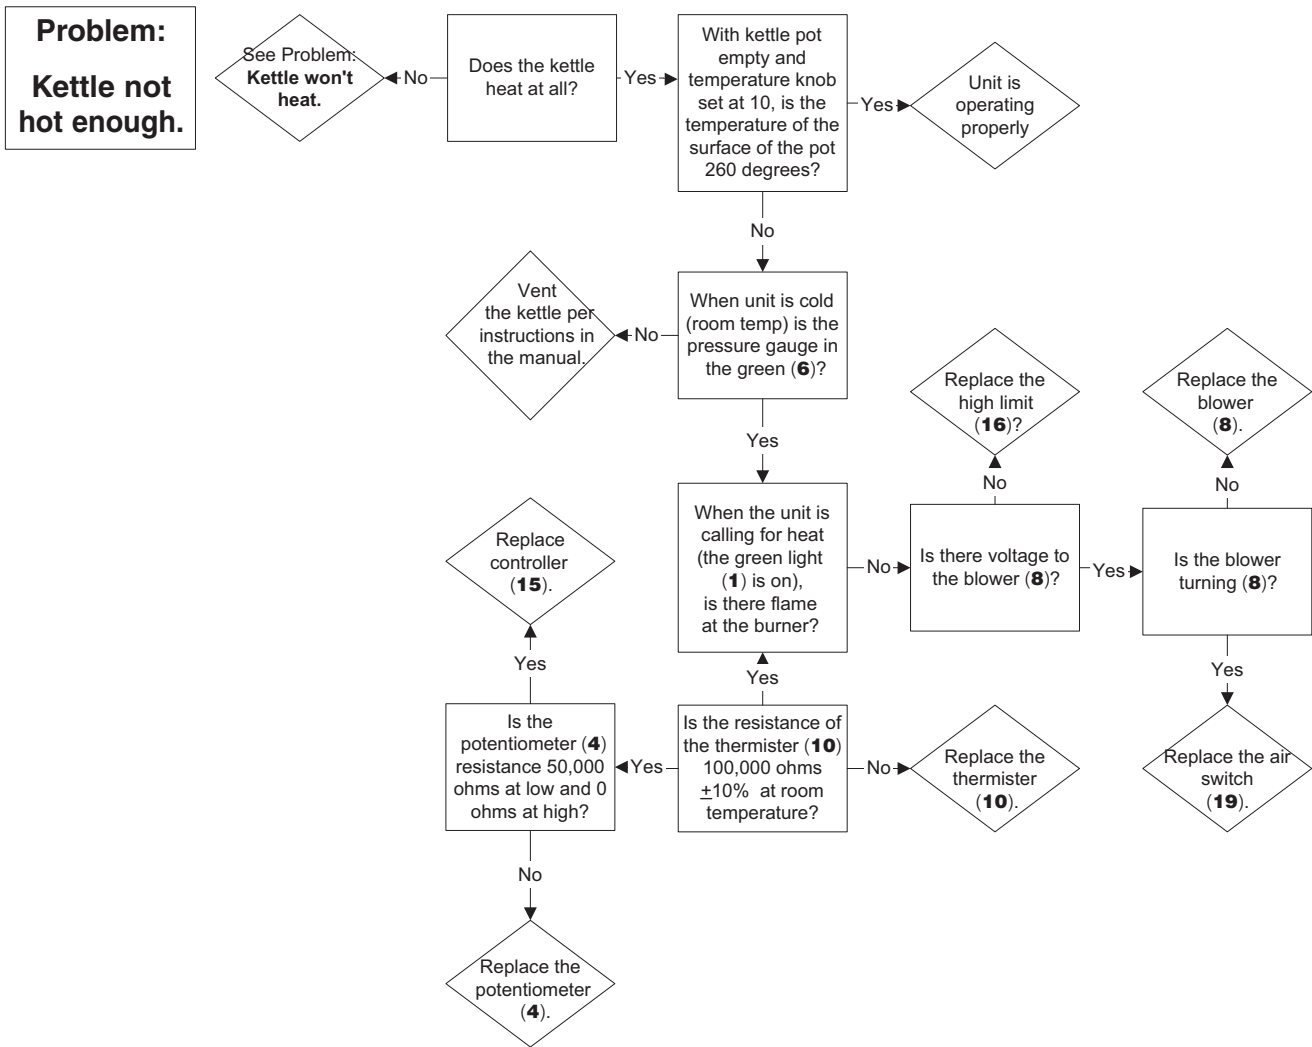 Problem:
Kettle not
hot enough.
See Problem:
Kettle won't
heat.
No
Does the kettle
heat at all?
Yes
With kettle pot
empty and
temperature knob
set at 10, is the
temperature of the
surface of the pot
260 degrees?
Yes
Unit is
operating
properly
No
Vent
the kettle per
instructions in
the manual.
No
When unit is cold
(room temp) is the
pressure gauge in
the green (6)?
Yes
Replace the
high limit
(16)?
Replace the
blower
(8).
No
No
When the unit is
calling for heat
(the green light
(1) is on),
is there flame
at the burner?
No
Is there voltage to
the blower (8)?
Yes
Is the blower
turning (8)?
Replace
controller
(15).
Yes
Yes
Yes
Is the
potentiometer (4)
resistance 50,000
ohms at low and 0
ohms at high?
Yes
Is the resistance of
the thermister (10)
100,000 ohms
±10% at room
temperature?
No
Replace the
thermister
(10).
Replace the air
switch
(19).
No
Replace the
potentiometer
(4).